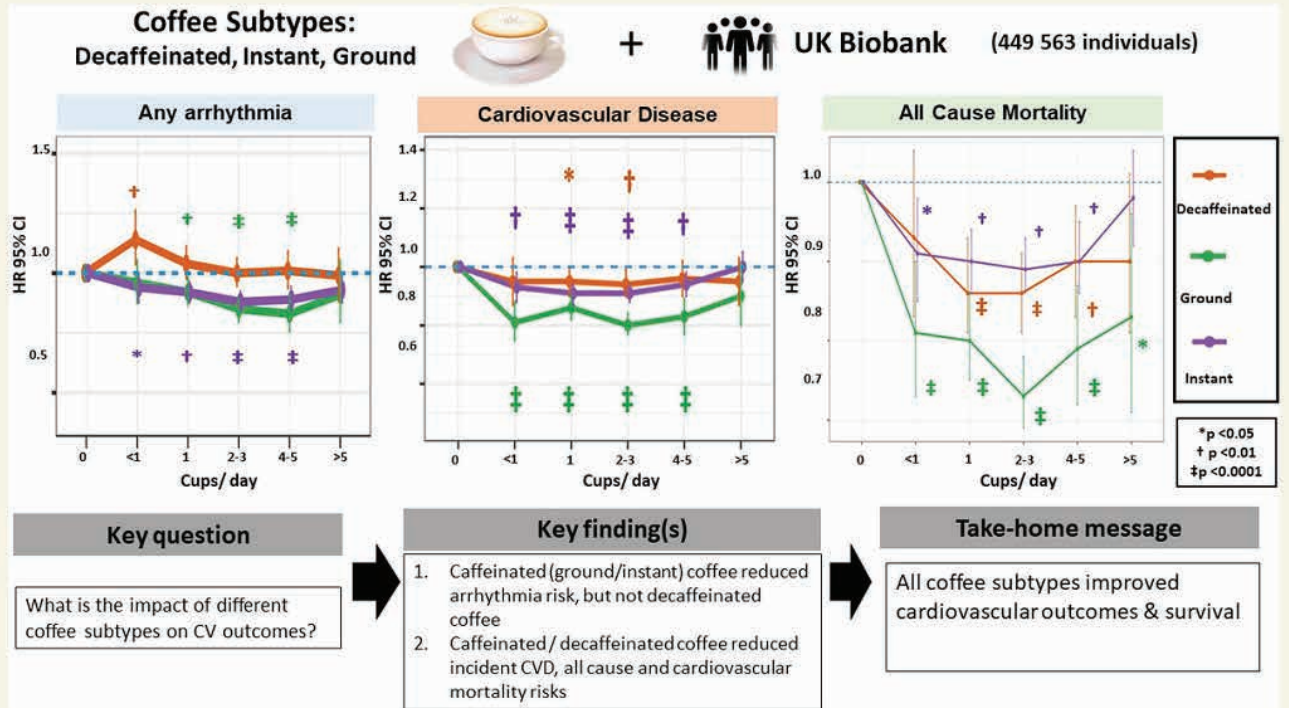 Coffee Subtypes:
Decaffeinated, Instant, Ground
+
UK Biobank
(449 563 individuals)
Any arrhythmia
1.5
1.0
0.5
HR 95% CI
†
†
‡
‡
*
†
‡
‡
0
<1
1
2-3
4-5
>5
Cups/ day
Cardiovascular Disease
1.4
1.2
1.0
0.8
0.6
HR 95% CI
*
†
†
‡
‡
†
‡
‡
‡
‡
0
<1
1
2-3
4-5
>5
Cups/ day
All Cause Mortality
1.0
0.9
0.8
0.7
HR 95% CI
*
†
†
†
‡
‡
†
‡
‡
‡
‡
*
0
<1
1
2-3
4-5
>5
Cups/ day
Decaffeinated
Ground
Instant
*p <0.05
† p <0.01
‡p <0.0001
Key question
What is the impact of different
coffee subtypes on CV outcomes?
Key finding(s)
1. Caffeinated (ground/instant) coffee reduced
arrhythmia risk, but not decaffeinated
coffee
2. Caffeinated / decaffeinated coffee reduced
incident CVD, all cause and cardiovascular
mortality risks
Take-home message
All coffee subtypes improved
cardiovascular outcomes & survival